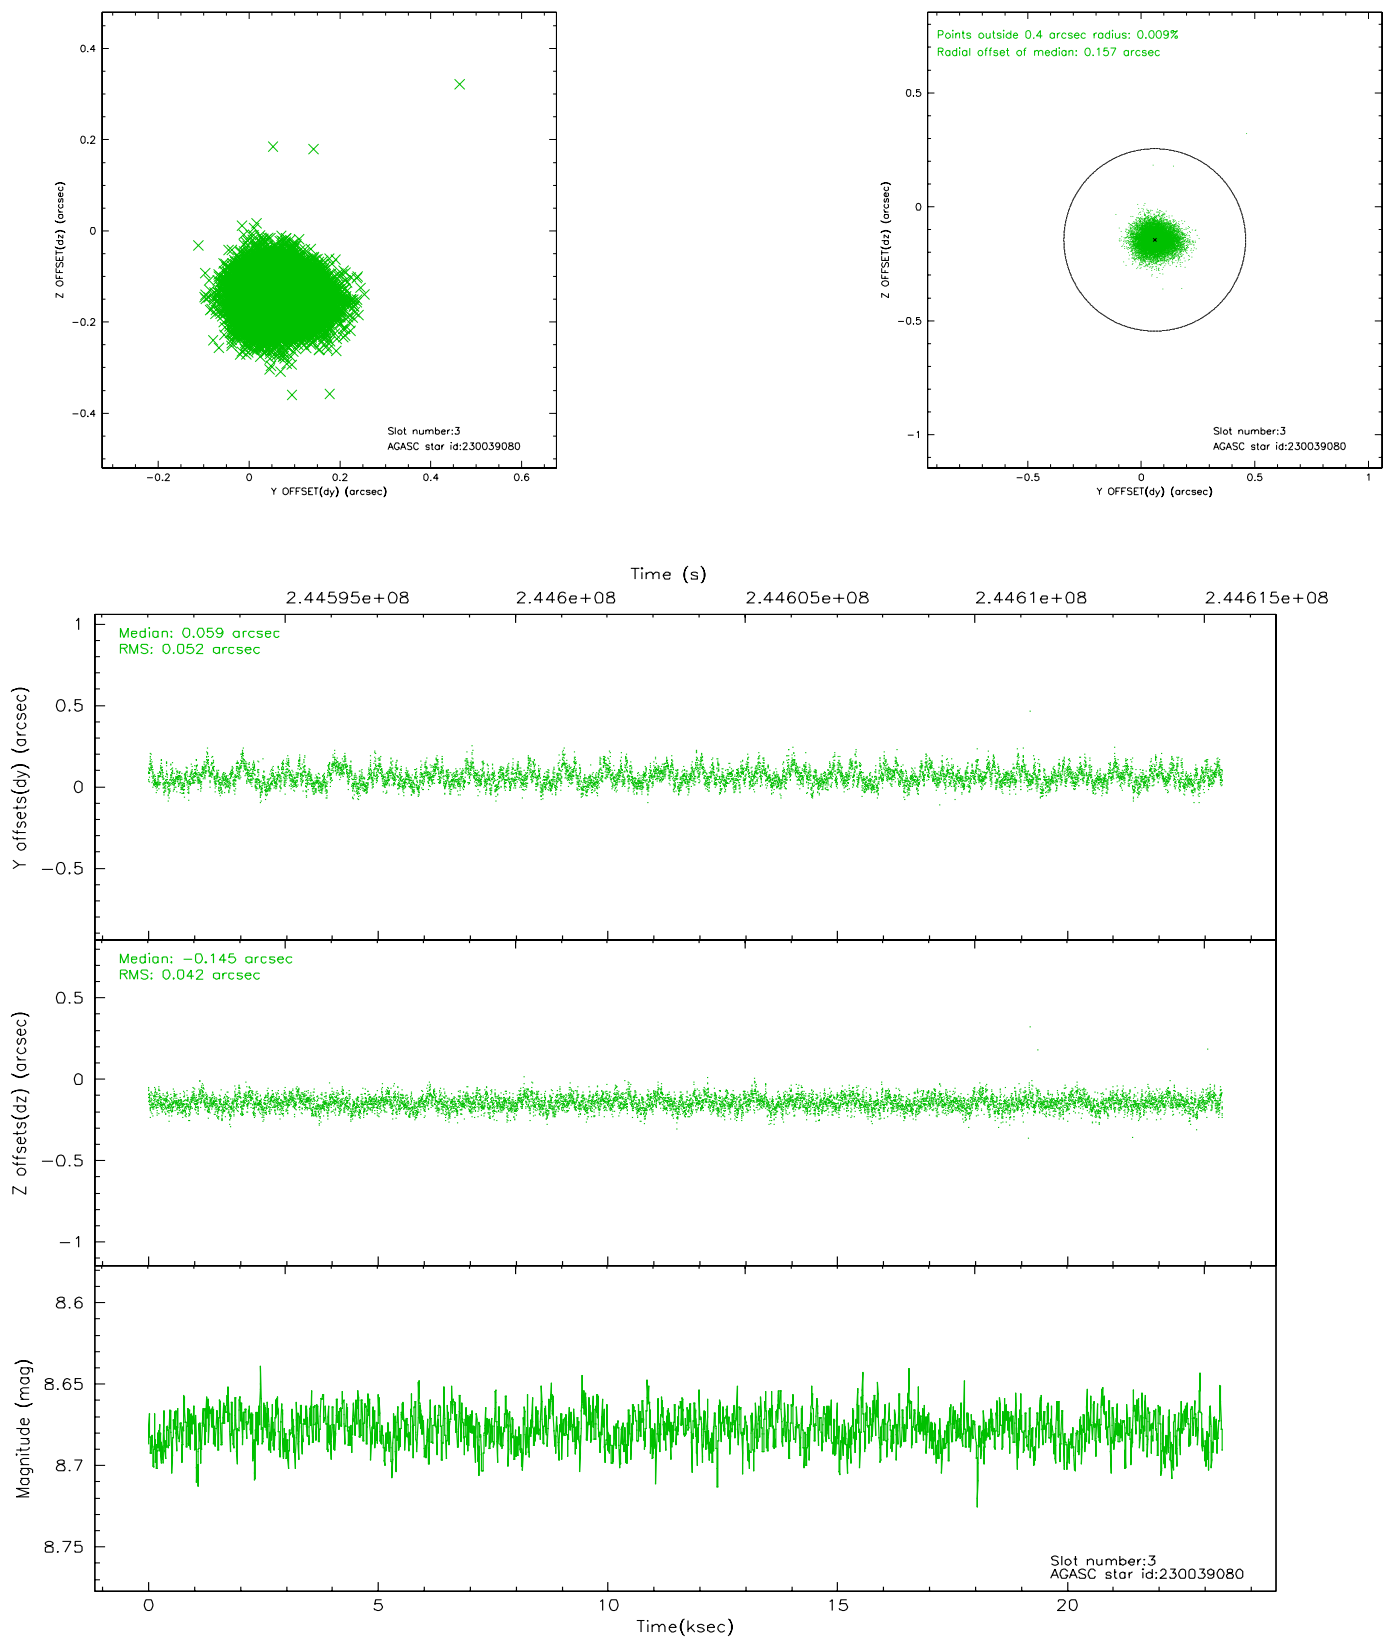 0.4
0.2
0
−0.2
−0.4
Z OFFSET(dz) (arcsec)
−0.2 0 0.2 0.4 0.6
Y OFFSET(dy) (arcsec)
Slot number:3
AGASC star id:230039080
Points outside 0.4 arcsec radius: 0.009%
Radial offset of median: 0.157 arcsec
0.5
0
−0.5
−1
Z OFFSET(dz) (arcsec)
−0.5 0 0.5 1
Y OFFSET(dy) (arcsec)
Slot number:3
AGASC star id:230039080
Time (s)
2.44595e+08 2.446e+08 2.44605e+08 2.4461e+08 2.44615e+08
Median: 0.059 arcsec
RMS: 0.052 arcsec
1
0.5
0
−0.5
Y offsets(dy) (arcsec)
Median: −0.145 arcsec
RMS: 0.042 arcsec
0.5
0
−0.5
−1
Z offsets(dz) (arcsec)
8.6
8.65
8.7
8.75
Magnitude (mag)
Slot number:3
AGASC star id:230039080
0 5 10 15 20
Time(ksec)